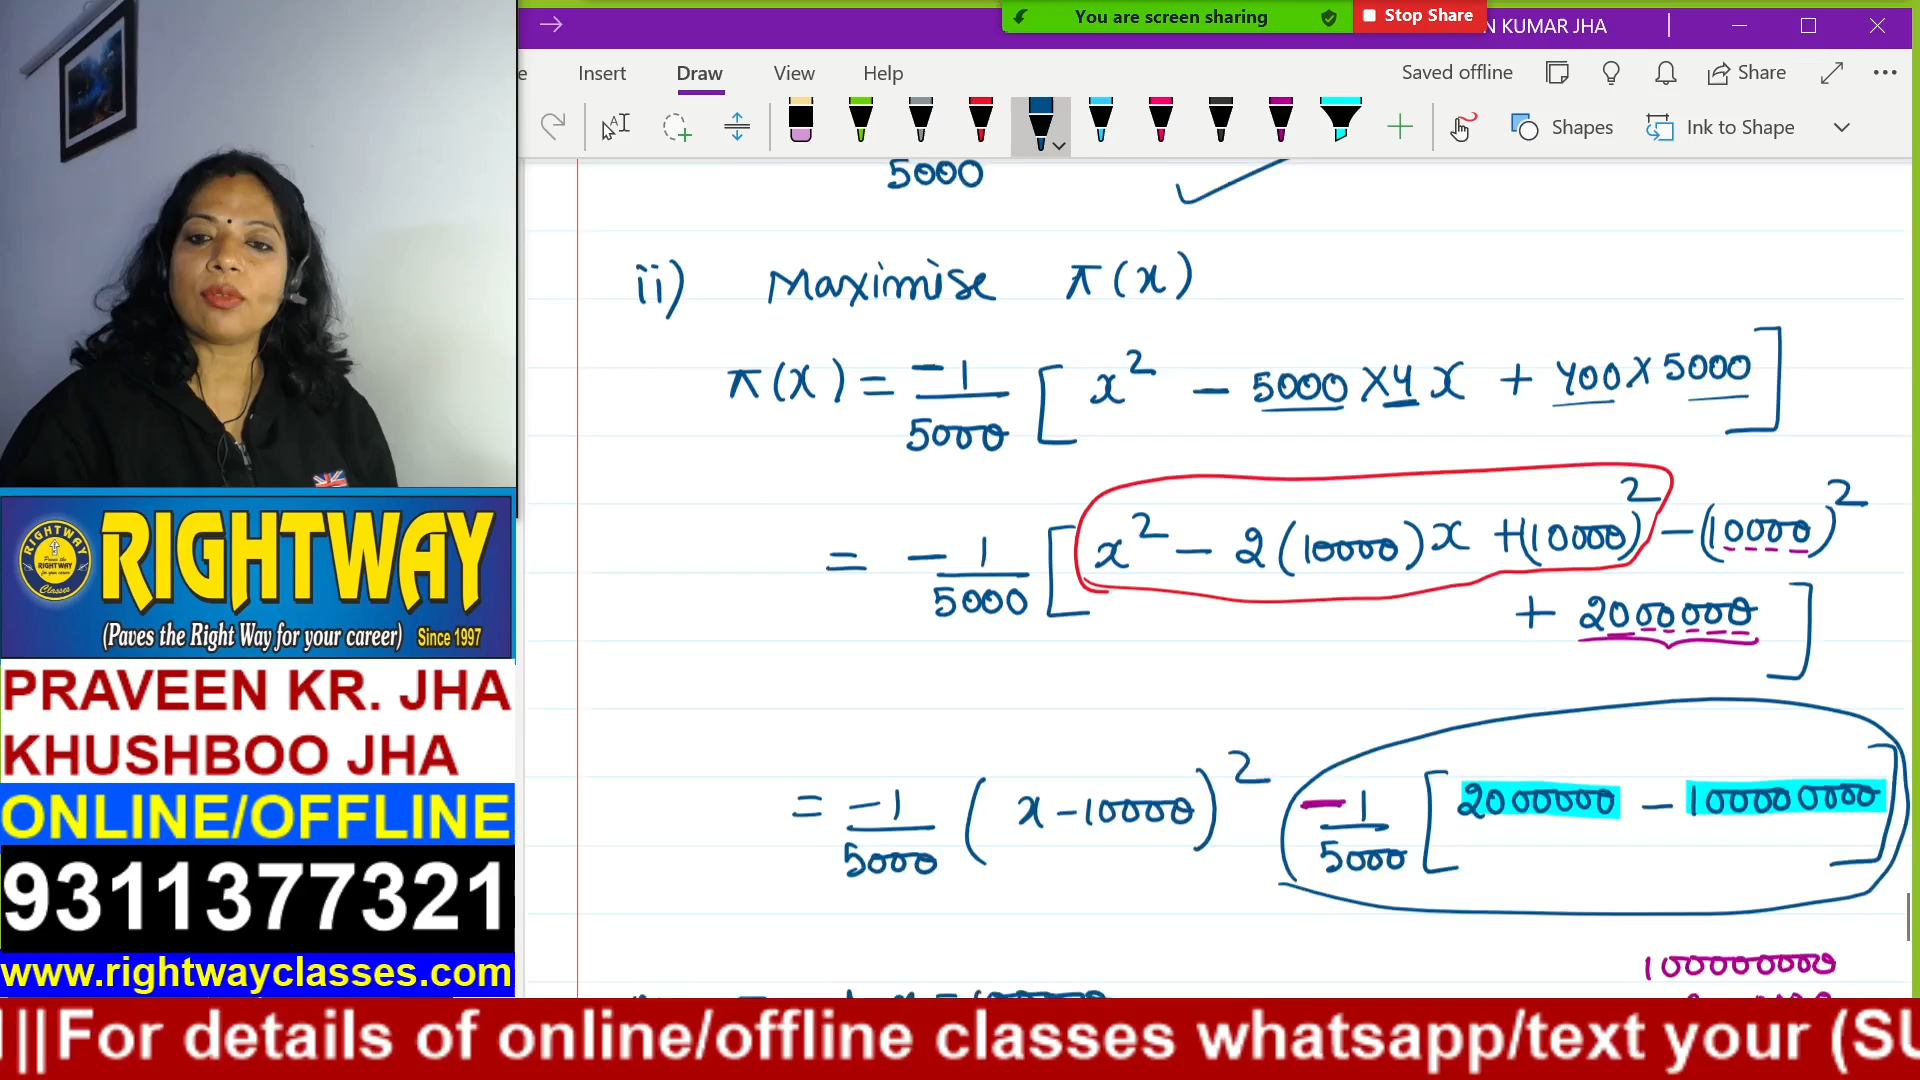 You are screen sharing
Stop Share
N KUMAR JHA
Insert Draw View Help
Saved offline
Share
Shapes
Ink to Shape
5000
ii) Maximise π(x)
π(x) = -1/5000 [ x² - 5000 × 4x + 400 × 5000 ]
= -1/5000 [ x² - 2(10000)x + (10000)² - (10000)²
+ 2000000 ]
= -1/5000 ( x - 10000 )² - 1/5000 [ 2000000 - 100000000 ]
100000000
RIGHTWAY
(Paves the Right Way for your career) Since 1997
PRAVEEN KR. JHA
KHUSHBOO JHA
ONLINE/OFFLINE
9311377321
www.rightwayclasses.com
||For details of online/offline classes whatsapp/text your (SU